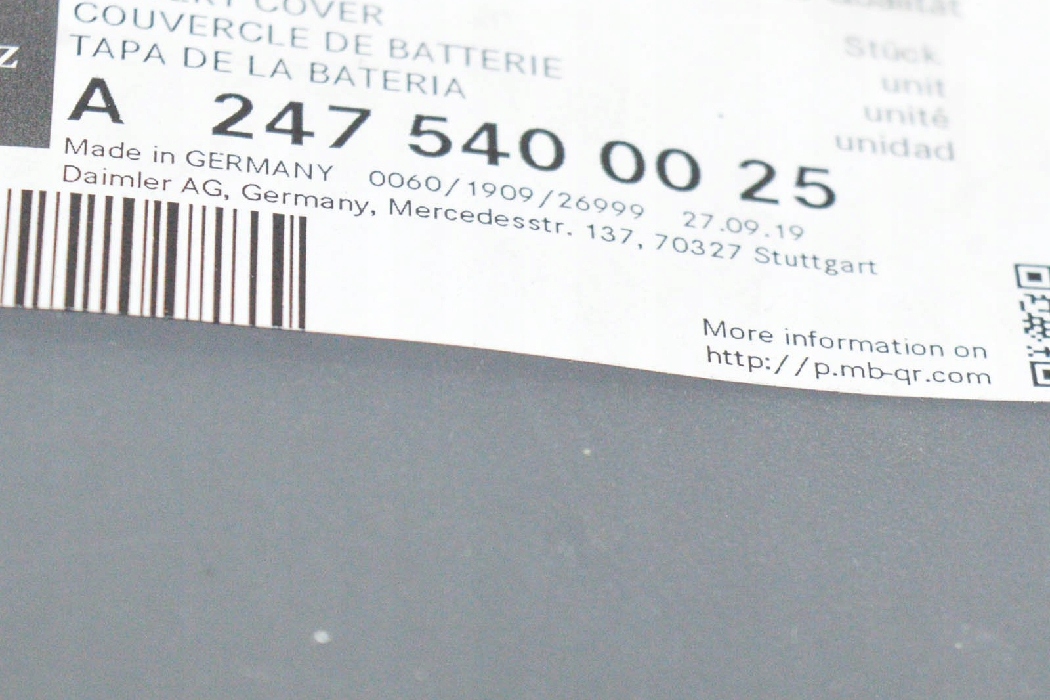 COVER
COUVERCLE DE BATTERIE
TAPA DE LA BATERIA
A 247 540 00 25
Made in GERMANY 0060/1909/26999 27.09.19
Daimler AG, Germany, Mercedesstr. 137, 70327 Stuttgart
Stück
unit
unité
unidad
More information on
http://p.mb-qr.com